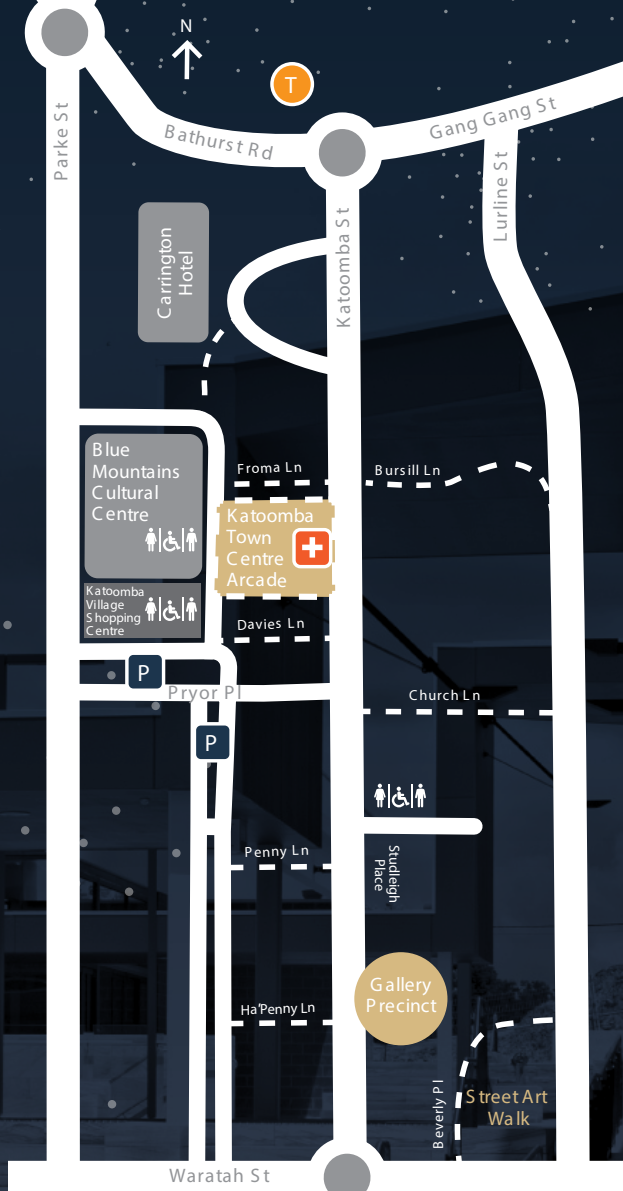 N
T
Parke St
Bathurst Rd
Gang Gang St
Katoomba St
Lurline St
Carrington
Hotel
Froma Ln
Bursill Ln
Blue
Mountains
Cultural
Centre
Katoomba
Town
Centre
Arcade
Katoomba
Village
Shopping
Centre
Davies Ln
P
Pryor Pl
Church Ln
P
Penny Ln
Studleigh
Place
Gallery
Precinct
Ha'Penny Ln
Beverly Pl
Street Art
Walk
Waratah St